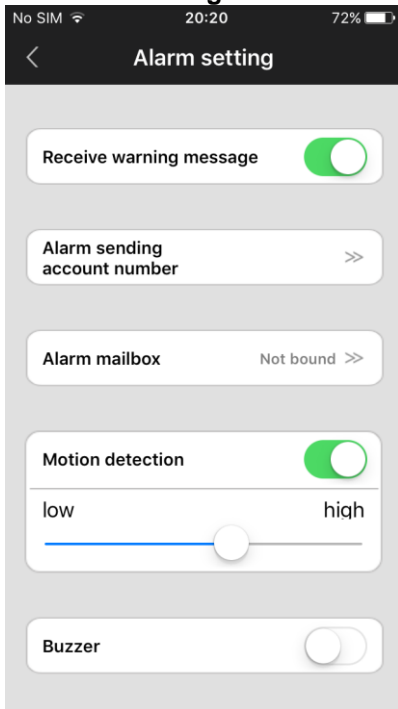 No SIM 20:20 72%
Alarm setting
Receive warning message
Alarm sending
account number >>
Alarm mailbox Not bound >>
Motion detection
low high
Buzzer